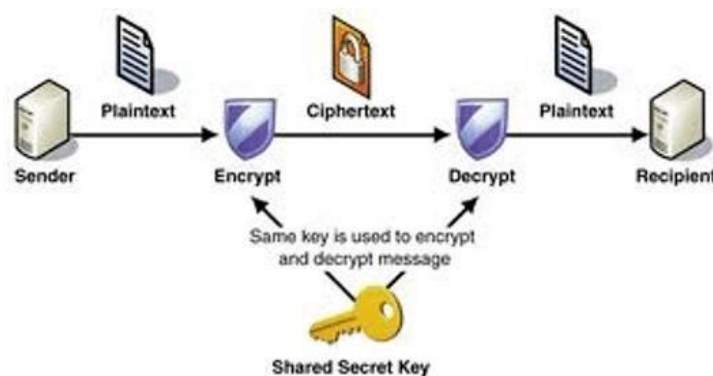 Plaintext
Ciphertext
Plaintext
Sender
Encrypt
Decrypt
Recipient
Same key is used to encrypt
and decrypt message
Shared Secret Key